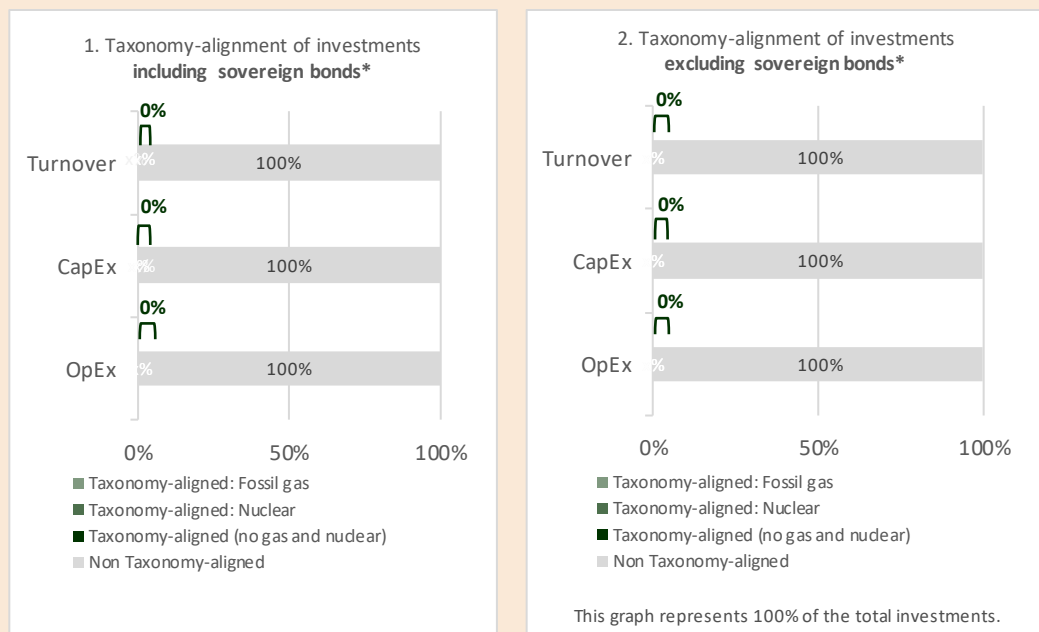 1. Taxonomy-alignment of investments
including sovereign bonds*
0%
Turnover
100%
0%
CapEx
100%
0%
OpEx
100%
0%
50%
100%
Taxonomy-aligned: Fossil gas
Taxonomy-aligned: Nuclear
Taxonomy-aligned (no gas and nuclear)
Non Taxonomy-aligned
2. Taxonomy-alignment of investments
excluding sovereign bonds*
0%
Turnover
%
100%
0%
CapEx
%
100%
0%
OpEx
%
100%
0%
50%
100%
Taxonomy-aligned: Fossil gas
Taxonomy-aligned: Nuclear
Taxonomy-aligned (no gas and nuclear)
Non Taxonomy-aligned
This graph represents 100% of the total investments.